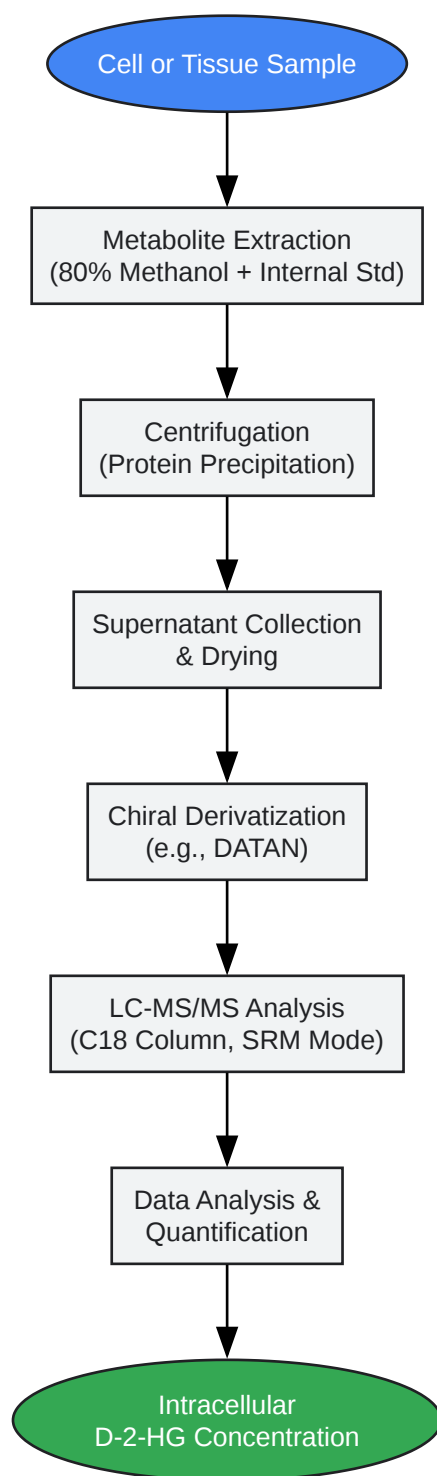 Cell or Tissue Sample
Metabolite Extraction
(80% Methanol + Internal Std)
Centrifugation
(Protein Precipitation)
Supernatant Collection
& Drying
Chiral Derivatization
(e.g., DATAN)
LC-MS/MS Analysis
(C18 Column, SRM Mode)
Data Analysis &
Quantification
Intracellular
D-2-HG Concentration